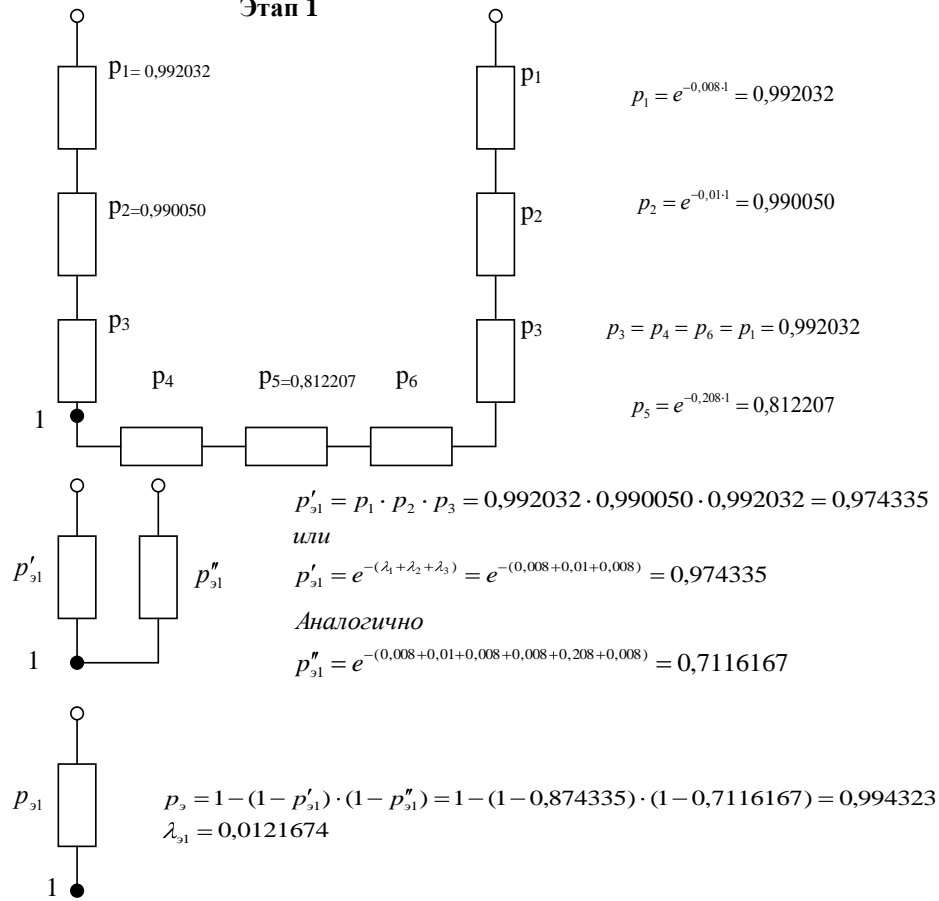 Этап 1
p₁₌ ₀,₉₉₂₀₃₂
p₁
p₁ = e^{-0,008·1} = 0,992032
p₂₌₀,₉₉₀₀₅₀
p₂
p₂ = e^{-0,01·1} = 0,990050
p₃
p₃
p₃ = p₄ = p₆ = p₁ = 0,992032
p₄
p₅₌₀,₈₁₂₂₀₇
p₆
p₅ = e^{-0,208·1} = 0,812207
1
p′_{э1} = p₁ · p₂ · p₃ = 0,992032 · 0,990050 · 0,992032 = 0,974335
или
p′_{э1}
p″_{э1}
p′_{э1} = e^{-(λ₁+λ₂+λ₃)} = e^{-(0,008+0,01+0,008)} = 0,974335
Аналогично
1
p″_{э1} = e^{-(0,008+0,01+0,008+0,008+0,208+0,008)} = 0,7116167
p_{э1}
p_э = 1 − (1 − p′_{э1}) · (1 − p″_{э1}) = 1 − (1 − 0,874335) · (1 − 0,7116167) = 0,994323
λ_{э1} = 0,0121674
1